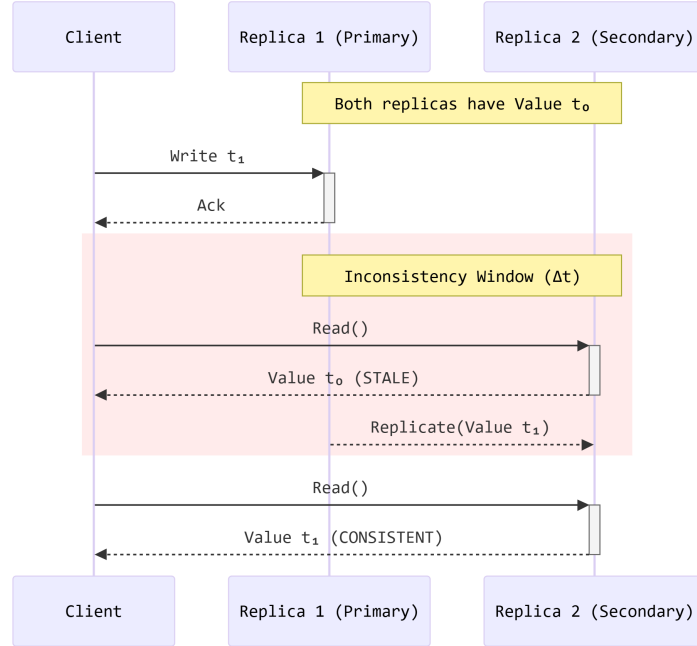 Client
Replica 1 (Primary)
Replica 2 (Secondary)
Both replicas have Value t₀
Write t₁
Ack
Inconsistency Window (Δt)
Read()
Value t₀ (STALE)
Replicate(Value t₁)
Read()
Value t₁ (CONSISTENT)
Client
Replica 1 (Primary)
Replica 2 (Secondary)